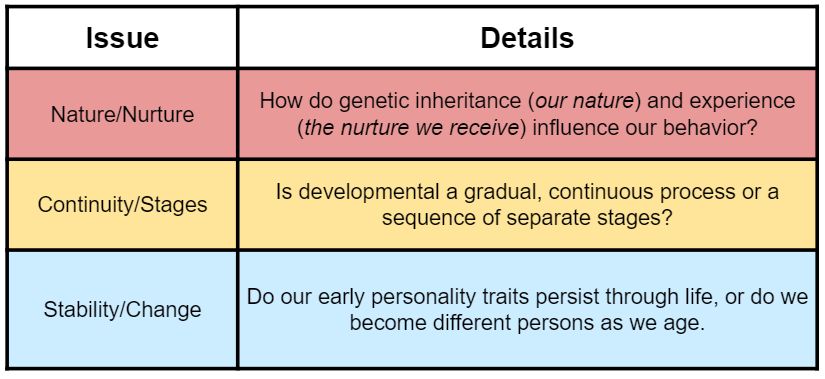 Issue
Details
Nature/Nurture
How do genetic inheritance (our nature) and experience
(the nurture we receive) influence our behavior?
Continuity/Stages
Is developmental a gradual, continuous process or a
sequence of separate stages?
Stability/Change
Do our early personality traits persist through life, or do we
become different persons as we age.